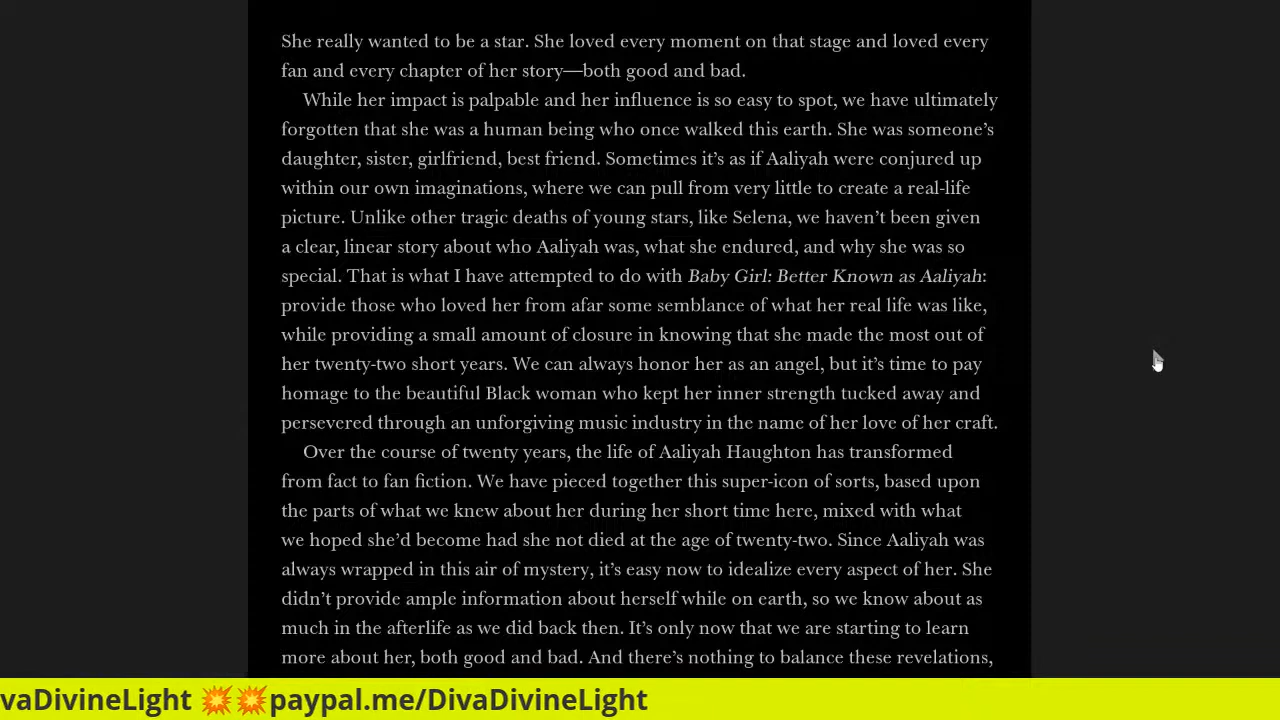 She really wanted to be a star. She loved every moment on that stage and loved every
fan and every chapter of her story—both good and bad.
While her impact is palpable and her influence is so easy to spot, we have ultimately
forgotten that she was a human being who once walked this earth. She was someone’s
daughter, sister, girlfriend, best friend. Sometimes it’s as if Aaliyah were conjured up
within our own imaginations, where we can pull from very little to create a real-life
picture. Unlike other tragic deaths of young stars, like Selena, we haven’t been given
a clear, linear story about who Aaliyah was, what she endured, and why she was so
special. That is what I have attempted to do with Baby Girl: Better Known as Aaliyah:
provide those who loved her from afar some semblance of what her real life was like,
while providing a small amount of closure in knowing that she made the most out of
her twenty-two short years. We can always honor her as an angel, but it’s time to pay
homage to the beautiful Black woman who kept her inner strength tucked away and
persevered through an unforgiving music industry in the name of her love of her craft.
Over the course of twenty years, the life of Aaliyah Haughton has transformed
from fact to fan fiction. We have pieced together this super-icon of sorts, based upon
the parts of what we knew about her during her short time here, mixed with what
we hoped she’d become had she not died at the age of twenty-two. Since Aaliyah was
always wrapped in this air of mystery, it’s easy now to idealize every aspect of her. She
didn’t provide ample information about herself while on earth, so we know about as
much in the afterlife as we did back then. It’s only now that we are starting to learn
more about her, both good and bad. And there’s nothing to balance these revelations,
vaDivineLight 💥💥paypal.me/DivaDivineLight